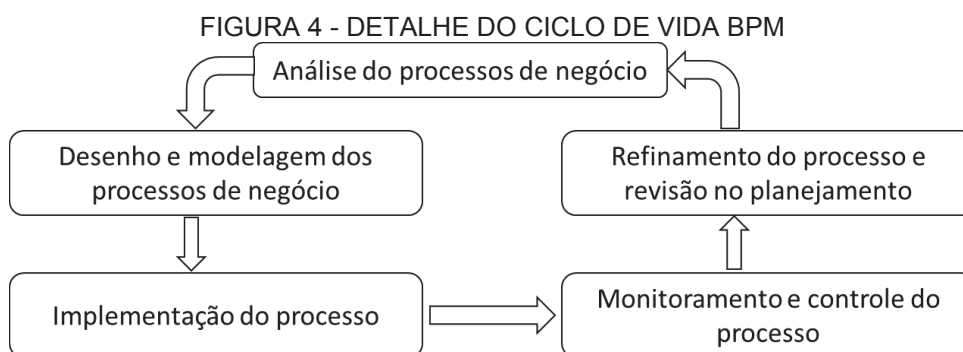 FIGURA 4 - DETALHE DO CICLO DE VIDA BPM
Análise do processos de negócio
Desenho e modelagem dos
processos de negócio
Refinamento do processo e
revisão no planejamento
Implementação do processo
Monitoramento e controle do
processo